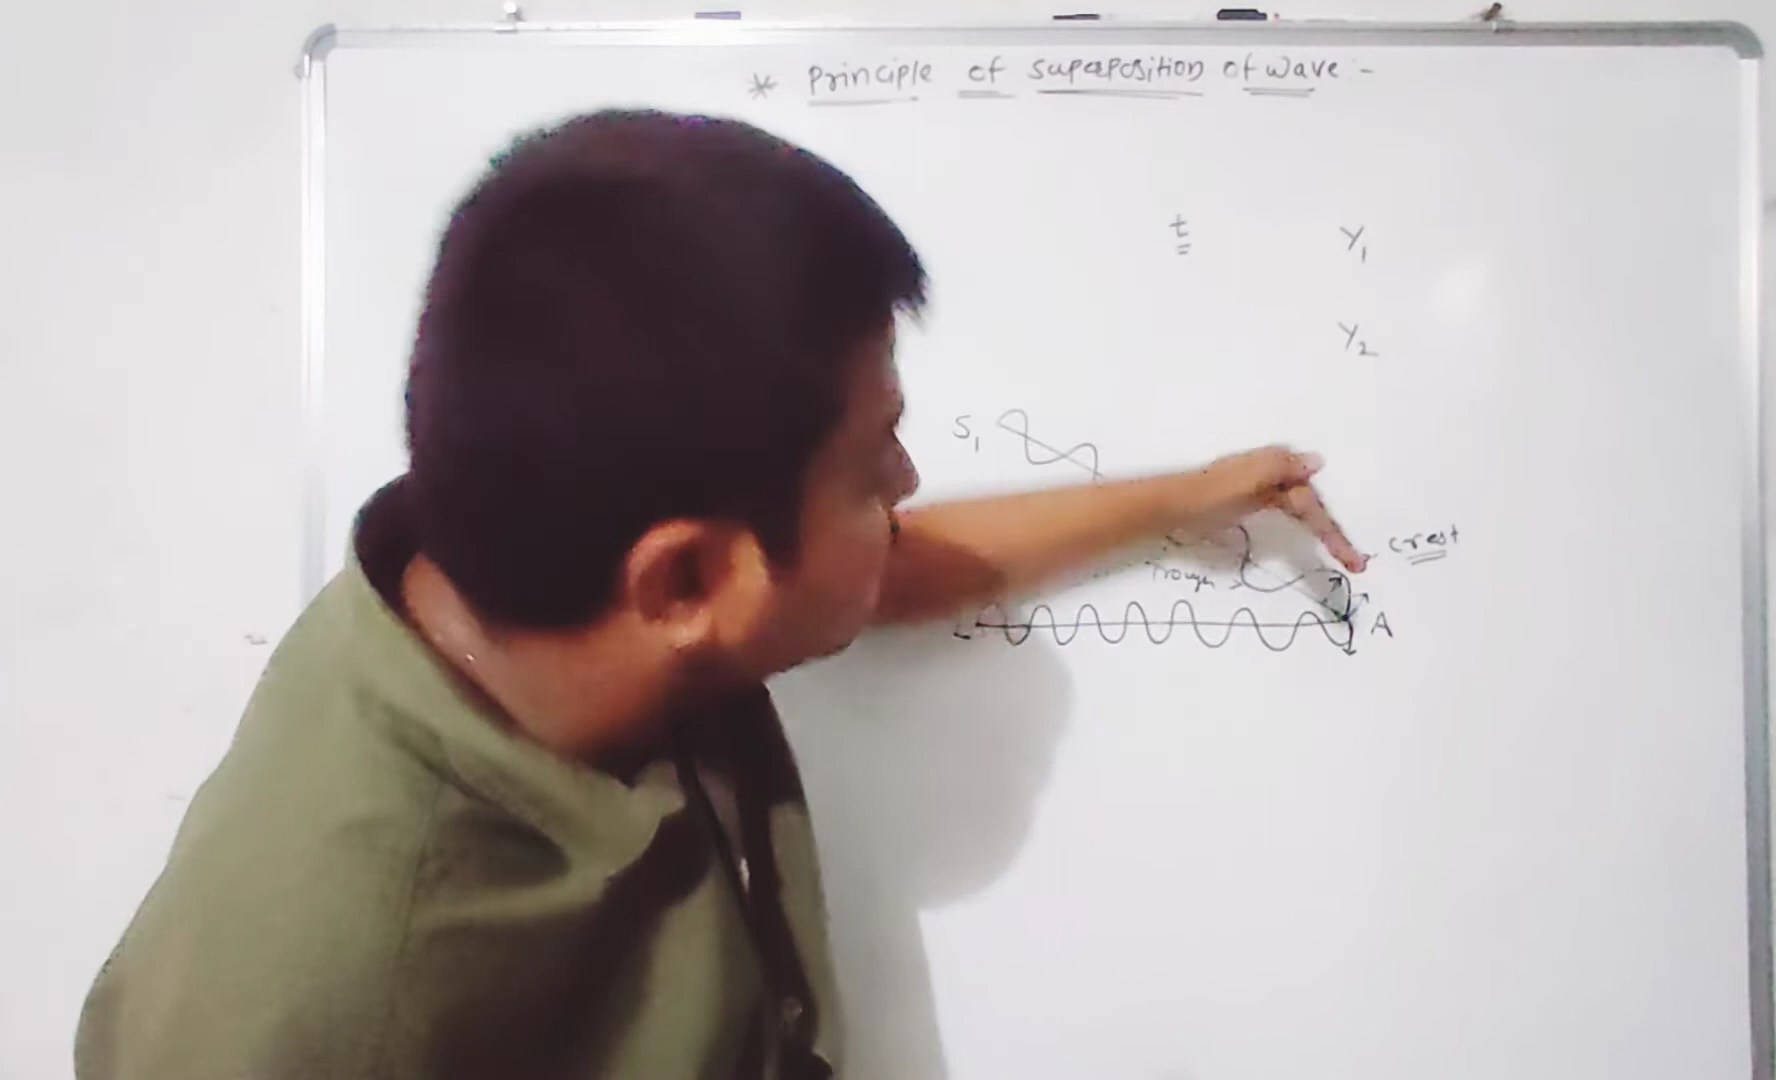 * Principle of superposition of wave :-
t
Y1
Y2
S1
crest
Trough
A